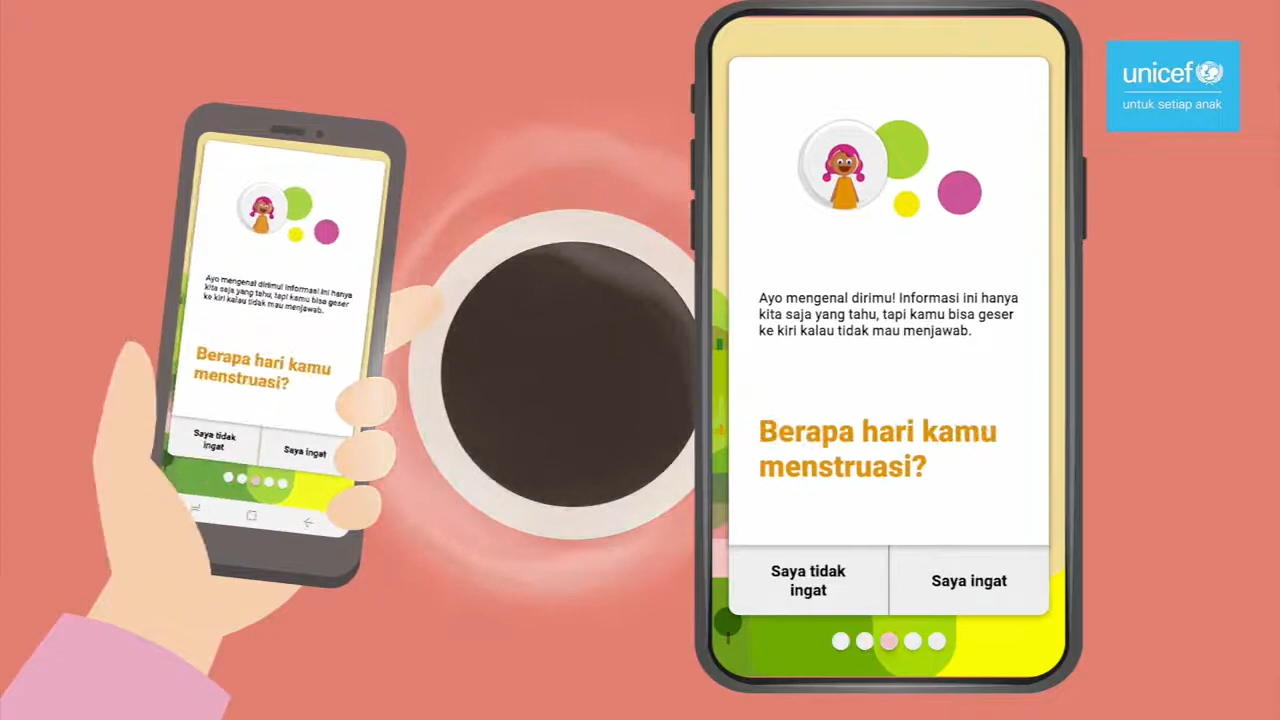 Ayo mengenal dirimu! Informasi ini hanya
kita saja yang tahu, tapi kamu bisa geser
ke kiri kalau tidak mau menjawab.
Berapa hari kamu
menstruasi?
Saya tidak
ingat
Saya ingat
Ayo mengenal dirimu! Informasi ini hanya
kita saja yang tahu, tapi kamu bisa geser
ke kiri kalau tidak mau menjawab.
Berapa hari kamu
menstruasi?
Saya tidak
ingat
Saya ingat
unicef
untuk setiap anak